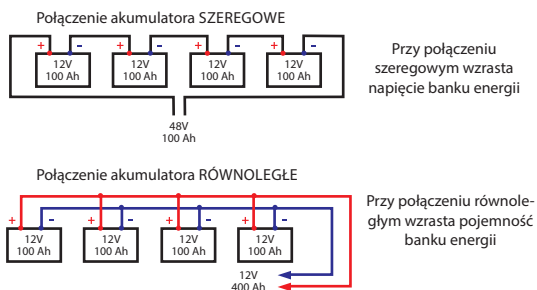 Połączenie akumulatora SZEREGOWE
+ - + - + - + -
12V 12V 12V 12V
100 Ah 100 Ah 100 Ah 100 Ah
48V
100 Ah
Przy połączeniu
szeregowym wzrasta
napięcie banku energii
Połączenie akumulatora RÓWNOLEGŁE
+ - + - + - + -
12V 12V 12V 12V
100 Ah 100 Ah 100 Ah 100 Ah
12V
400 Ah
Przy połączeniu równole-
głym wzrasta pojemność
banku energii